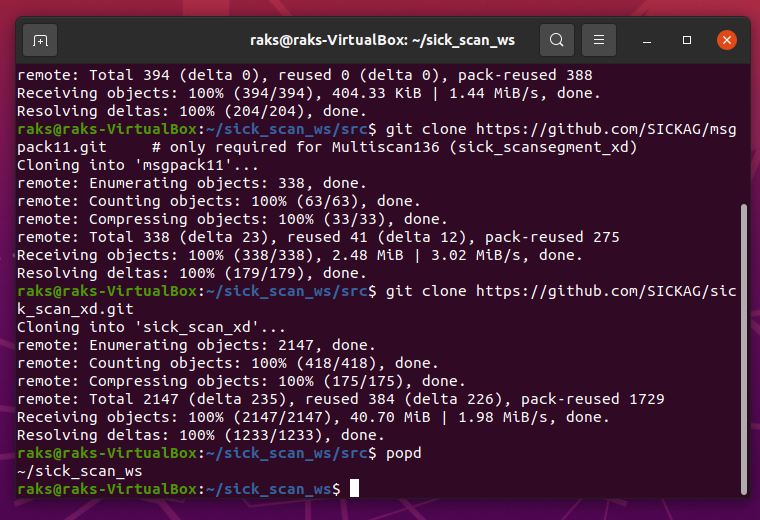 raks@raks-VirtualBox: ~/sick_scan_ws
remote: Total 394 (delta 0), reused 0 (delta 0), pack-reused 388
Receiving objects: 100% (394/394), 404.33 KiB | 1.44 MiB/s, done.
Resolving deltas: 100% (204/204), done.
raks@raks-VirtualBox:~/sick_scan_ws/src$ git clone https://github.com/SICKAG/msg
pack11.git     # only required for Multiscan136 (sick_scansegment_xd)
Cloning into 'msgpack11'...
remote: Enumerating objects: 338, done.
remote: Counting objects: 100% (63/63), done.
remote: Compressing objects: 100% (33/33), done.
remote: Total 338 (delta 23), reused 41 (delta 12), pack-reused 275
Receiving objects: 100% (338/338), 2.48 MiB | 3.02 MiB/s, done.
Resolving deltas: 100% (179/179), done.
raks@raks-VirtualBox:~/sick_scan_ws/src$ git clone https://github.com/SICKAG/sic
k_scan_xd.git
Cloning into 'sick_scan_xd'...
remote: Enumerating objects: 2147, done.
remote: Counting objects: 100% (418/418), done.
remote: Compressing objects: 100% (175/175), done.
remote: Total 2147 (delta 235), reused 384 (delta 226), pack-reused 1729
Receiving objects: 100% (2147/2147), 40.70 MiB | 1.98 MiB/s, done.
Resolving deltas: 100% (1233/1233), done.
raks@raks-VirtualBox:~/sick_scan_ws/src$ popd
~/sick_scan_ws
raks@raks-VirtualBox:~/sick_scan_ws$